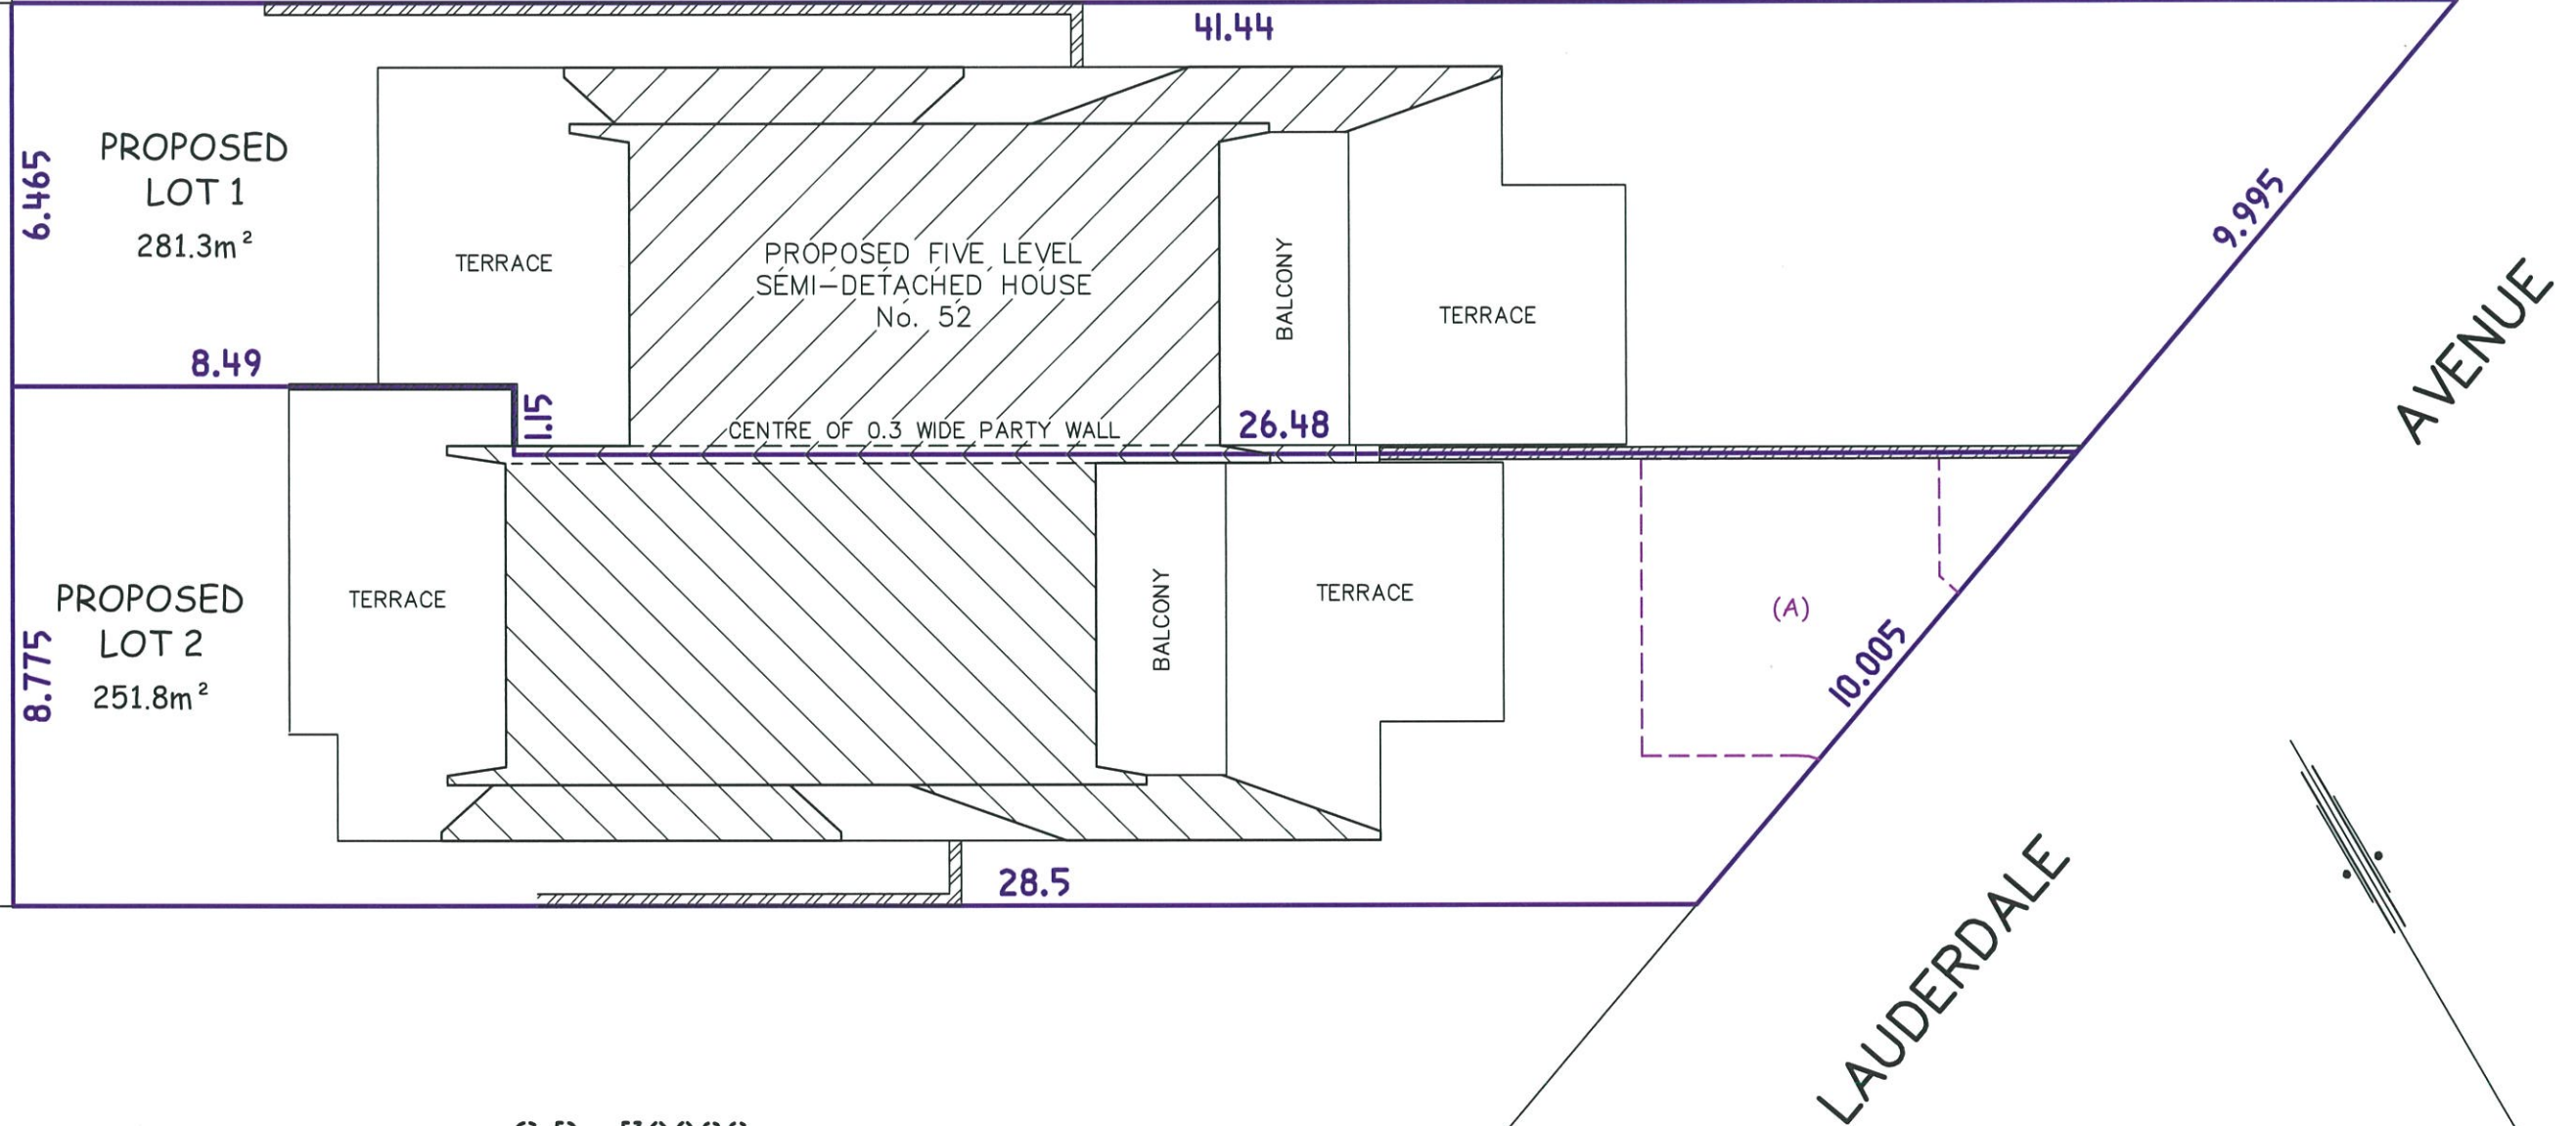 41.44
PROPOSED
LOT 1
281.3m²
6.465
9.995
TERRACE
PROPOSED FIVE LEVEL
SEMI-DETACHED HOUSE
No. 52
BALCONY
TERRACE
AVENUE
8.49
1.15
CENTRE OF 0.3 WIDE PARTY WALL
26.48
PROPOSED
LOT 2
251.8m²
8.775
TERRACE
BALCONY
TERRACE
(A)
10.005
28.5
LAUDERDALE